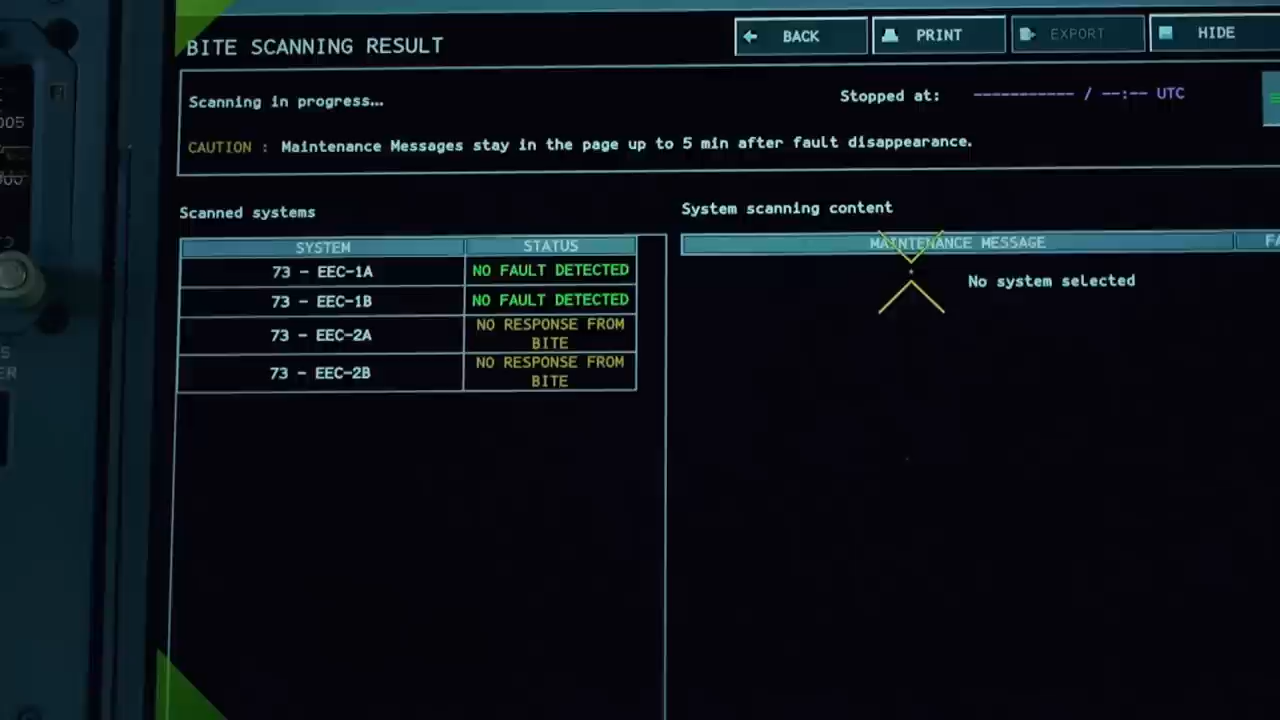 BITE SCANNING RESULT
BACK
PRINT
EXPORT
HIDE
Scanning in progress...
Stopped at: ----------- / --:-- UTC
CAUTION : Maintenance Messages stay in the page up to 5 min after fault disappearance.
Scanned systems
System scanning content
SYSTEM
STATUS
MAINTENANCE MESSAGE
FA
73 - EEC-1A
NO FAULT DETECTED
No system selected
73 - EEC-1B
NO FAULT DETECTED
73 - EEC-2A
NO RESPONSE FROM
BITE
73 - EEC-2B
NO RESPONSE FROM
BITE
005
ER